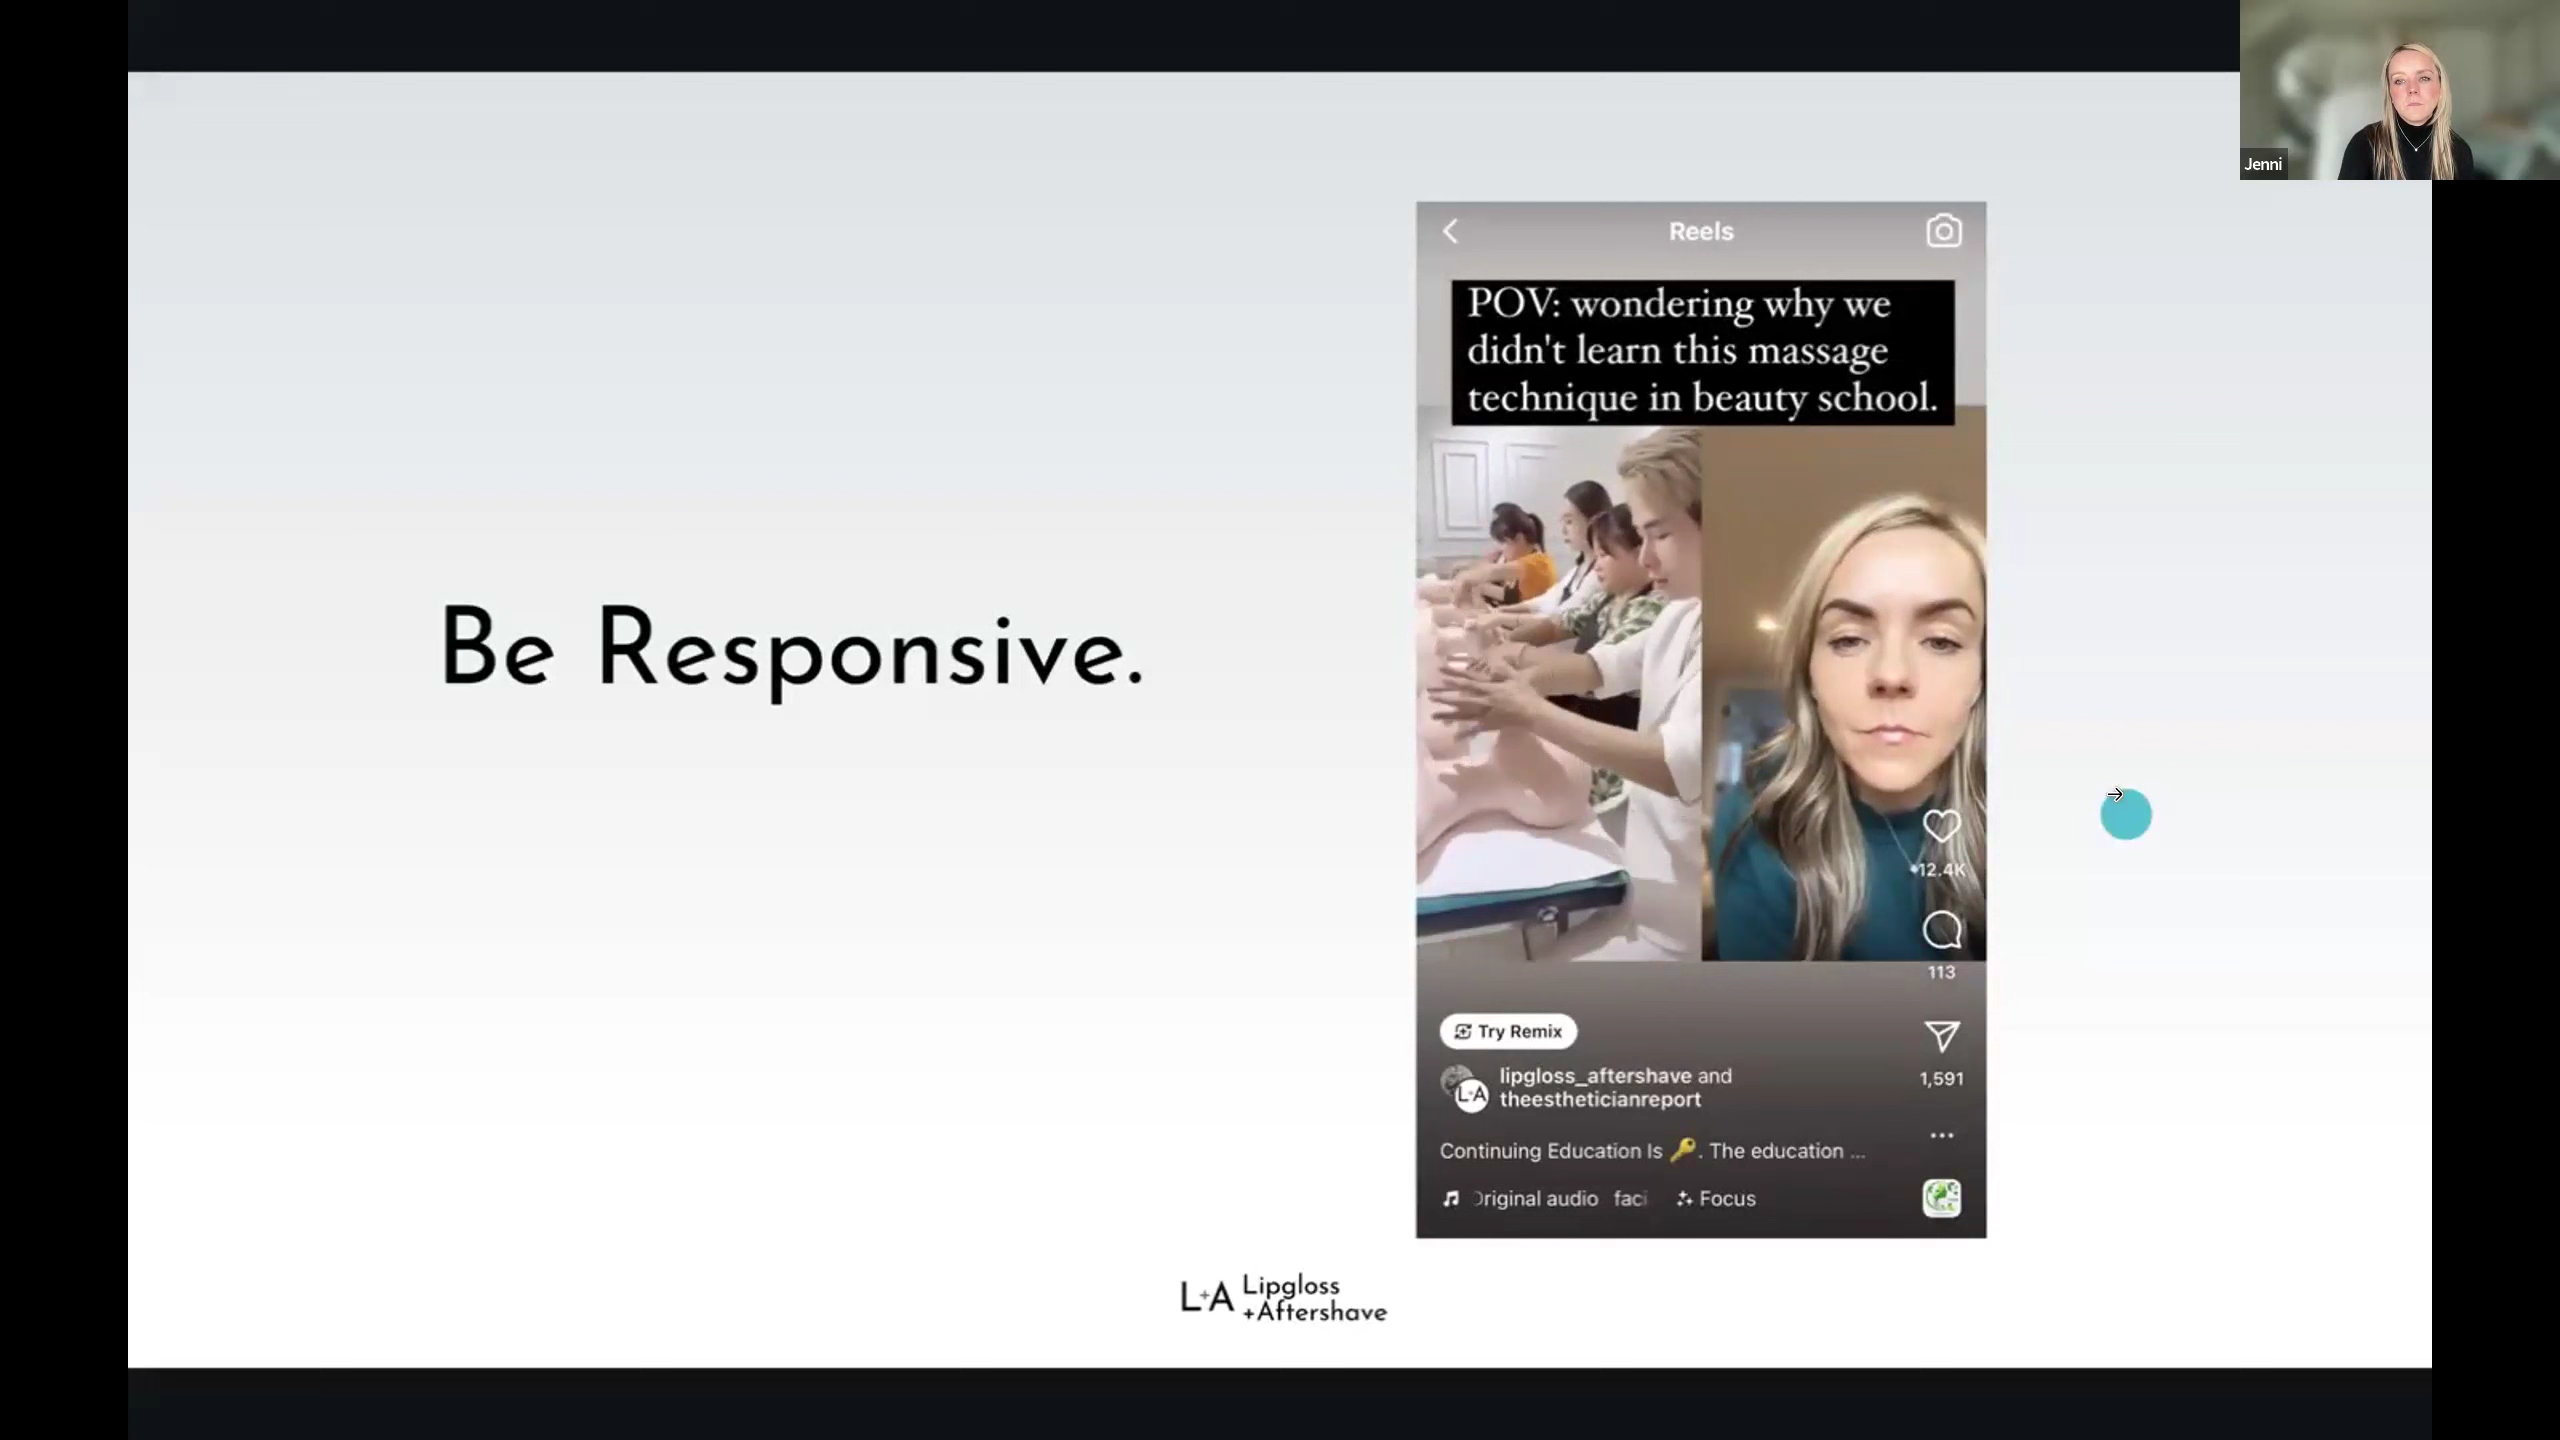 Jenni
Reels
POV: wondering why we
didn't learn this massage
technique in beauty school.
Be Responsive.
12.4K
113
Try Remix
lipgloss_aftershave and
theestheticianreport
L+A
1,591
Continuing Education Is 🔑. The education ...
Original audio faci Focus
L+A Lipgloss
+Aftershave